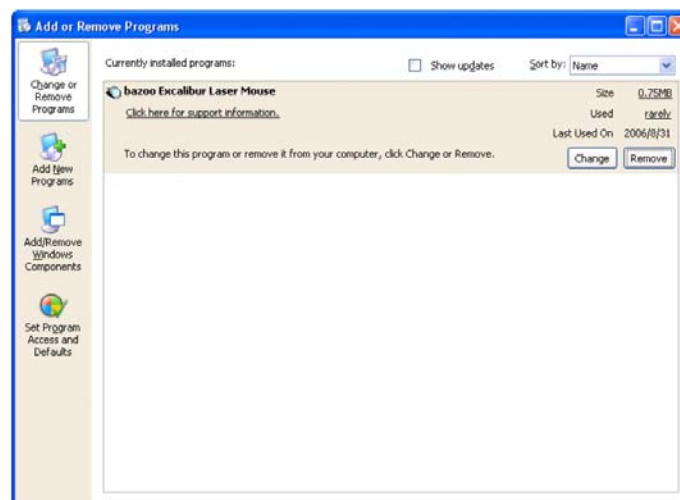 Add or Remove Programs
Change or
Remove
Programs
Add New
Programs
Add/Remove
Windows
Components
Set Program
Access and
Defaults
Currently installed programs:
Show updates
Sort by: Name
bazoo Excalibur Laser Mouse
Size 0.75MB
Click here for support information.
Used rarely
Last Used On 2006/8/31
To change this program or remove it from your computer, click Change or Remove.
Change Remove